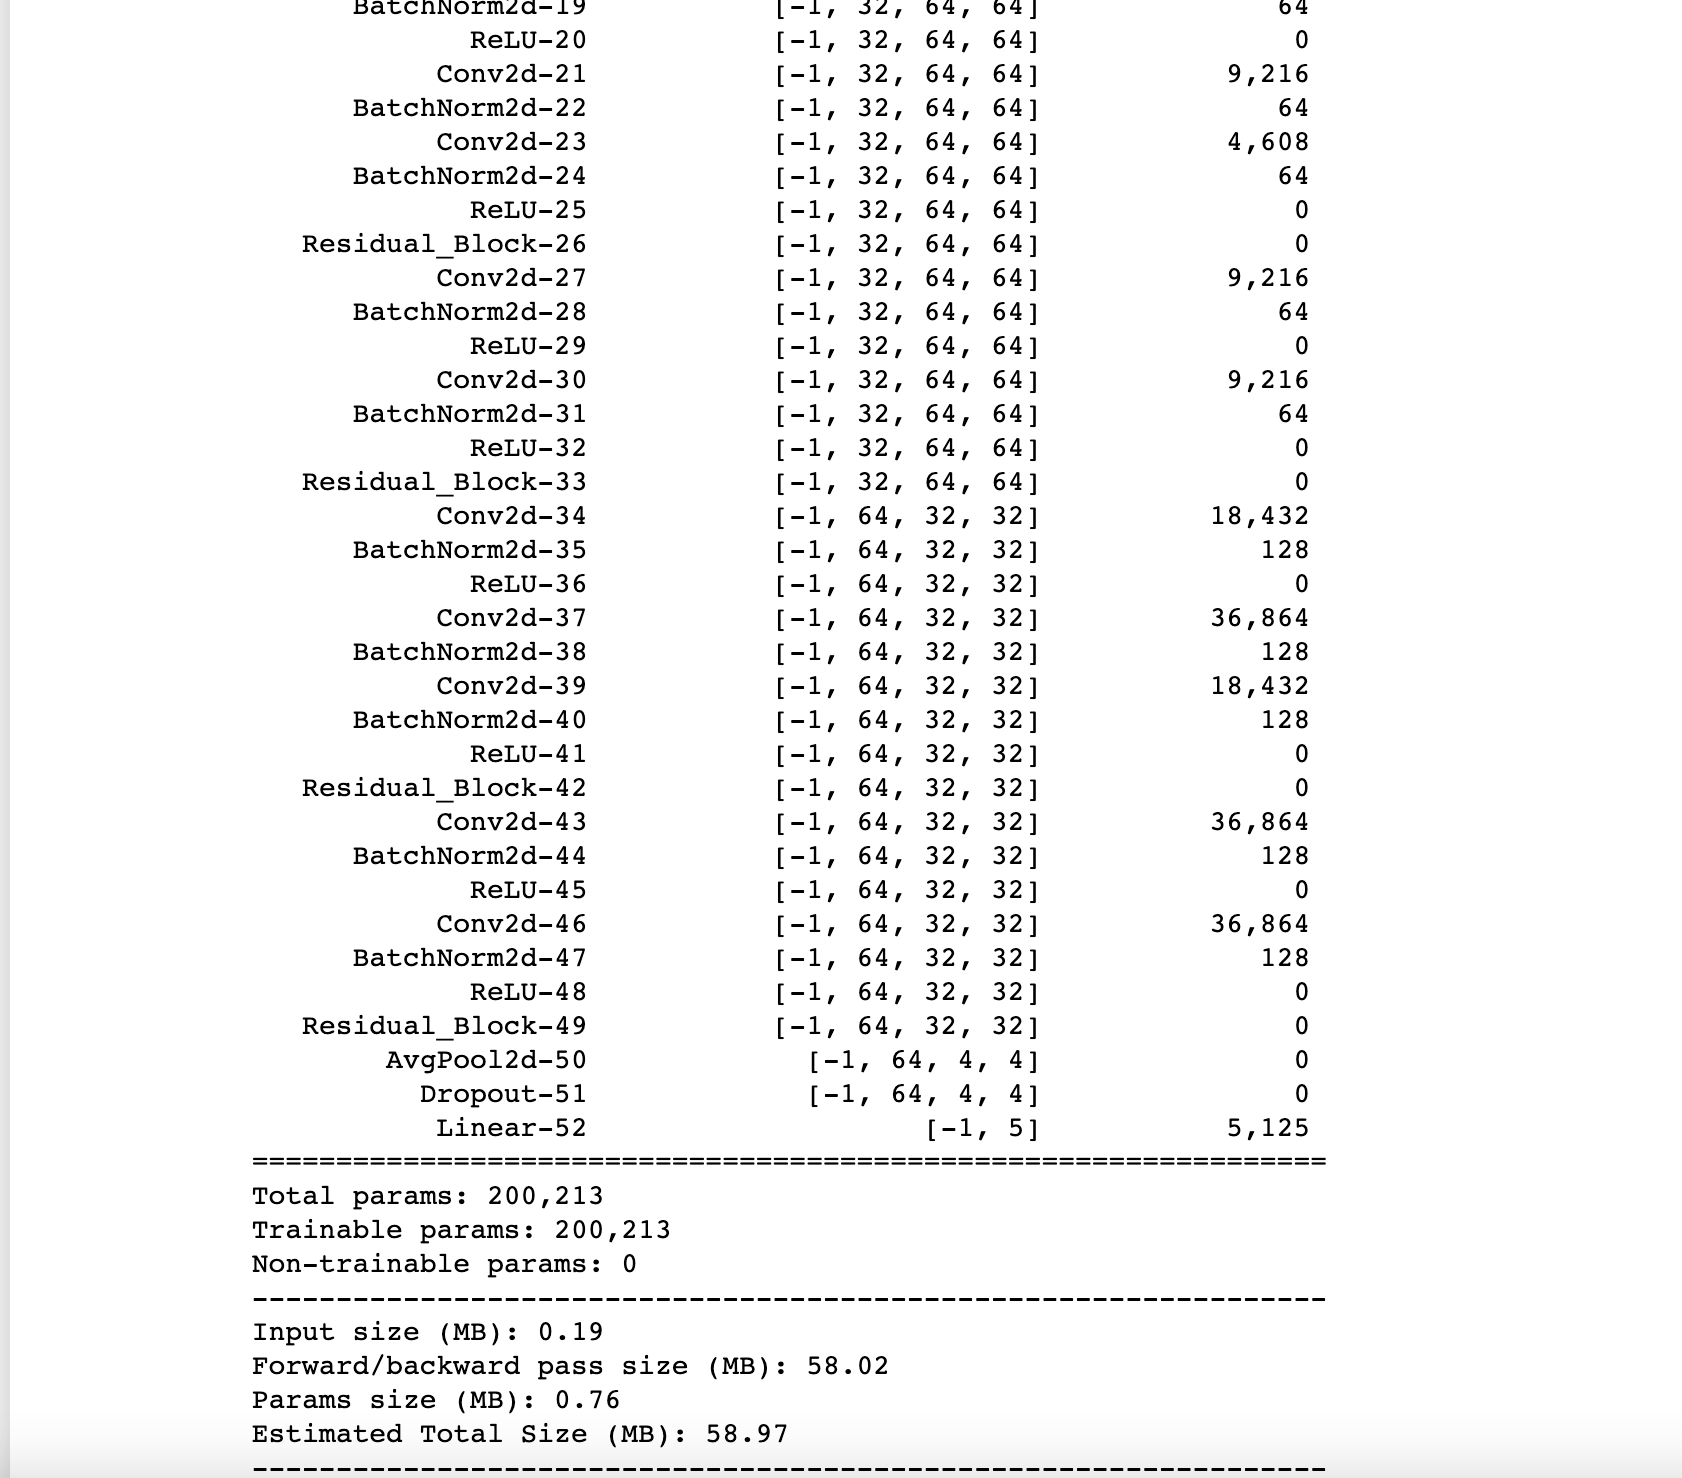 BatchNorm2d-19 [-1, 32, 64, 64] 64
ReLU-20 [-1, 32, 64, 64] 0
Conv2d-21 [-1, 32, 64, 64] 9,216
BatchNorm2d-22 [-1, 32, 64, 64] 64
Conv2d-23 [-1, 32, 64, 64] 4,608
BatchNorm2d-24 [-1, 32, 64, 64] 64
ReLU-25 [-1, 32, 64, 64] 0
Residual_Block-26 [-1, 32, 64, 64] 0
Conv2d-27 [-1, 32, 64, 64] 9,216
BatchNorm2d-28 [-1, 32, 64, 64] 64
ReLU-29 [-1, 32, 64, 64] 0
Conv2d-30 [-1, 32, 64, 64] 9,216
BatchNorm2d-31 [-1, 32, 64, 64] 64
ReLU-32 [-1, 32, 64, 64] 0
Residual_Block-33 [-1, 32, 64, 64] 0
Conv2d-34 [-1, 64, 32, 32] 18,432
BatchNorm2d-35 [-1, 64, 32, 32] 128
ReLU-36 [-1, 64, 32, 32] 0
Conv2d-37 [-1, 64, 32, 32] 36,864
BatchNorm2d-38 [-1, 64, 32, 32] 128
Conv2d-39 [-1, 64, 32, 32] 18,432
BatchNorm2d-40 [-1, 64, 32, 32] 128
ReLU-41 [-1, 64, 32, 32] 0
Residual_Block-42 [-1, 64, 32, 32] 0
Conv2d-43 [-1, 64, 32, 32] 36,864
BatchNorm2d-44 [-1, 64, 32, 32] 128
ReLU-45 [-1, 64, 32, 32] 0
Conv2d-46 [-1, 64, 32, 32] 36,864
BatchNorm2d-47 [-1, 64, 32, 32] 128
ReLU-48 [-1, 64, 32, 32] 0
Residual_Block-49 [-1, 64, 32, 32] 0
AvgPool2d-50 [-1, 64, 4, 4] 0
Dropout-51 [-1, 64, 4, 4] 0
Linear-52 [-1, 5] 5,125
================================================================
Total params: 200,213
Trainable params: 200,213
Non-trainable params: 0
----------------------------------------------------------------
Input size (MB): 0.19
Forward/backward pass size (MB): 58.02
Params size (MB): 0.76
Estimated Total Size (MB): 58.97
----------------------------------------------------------------